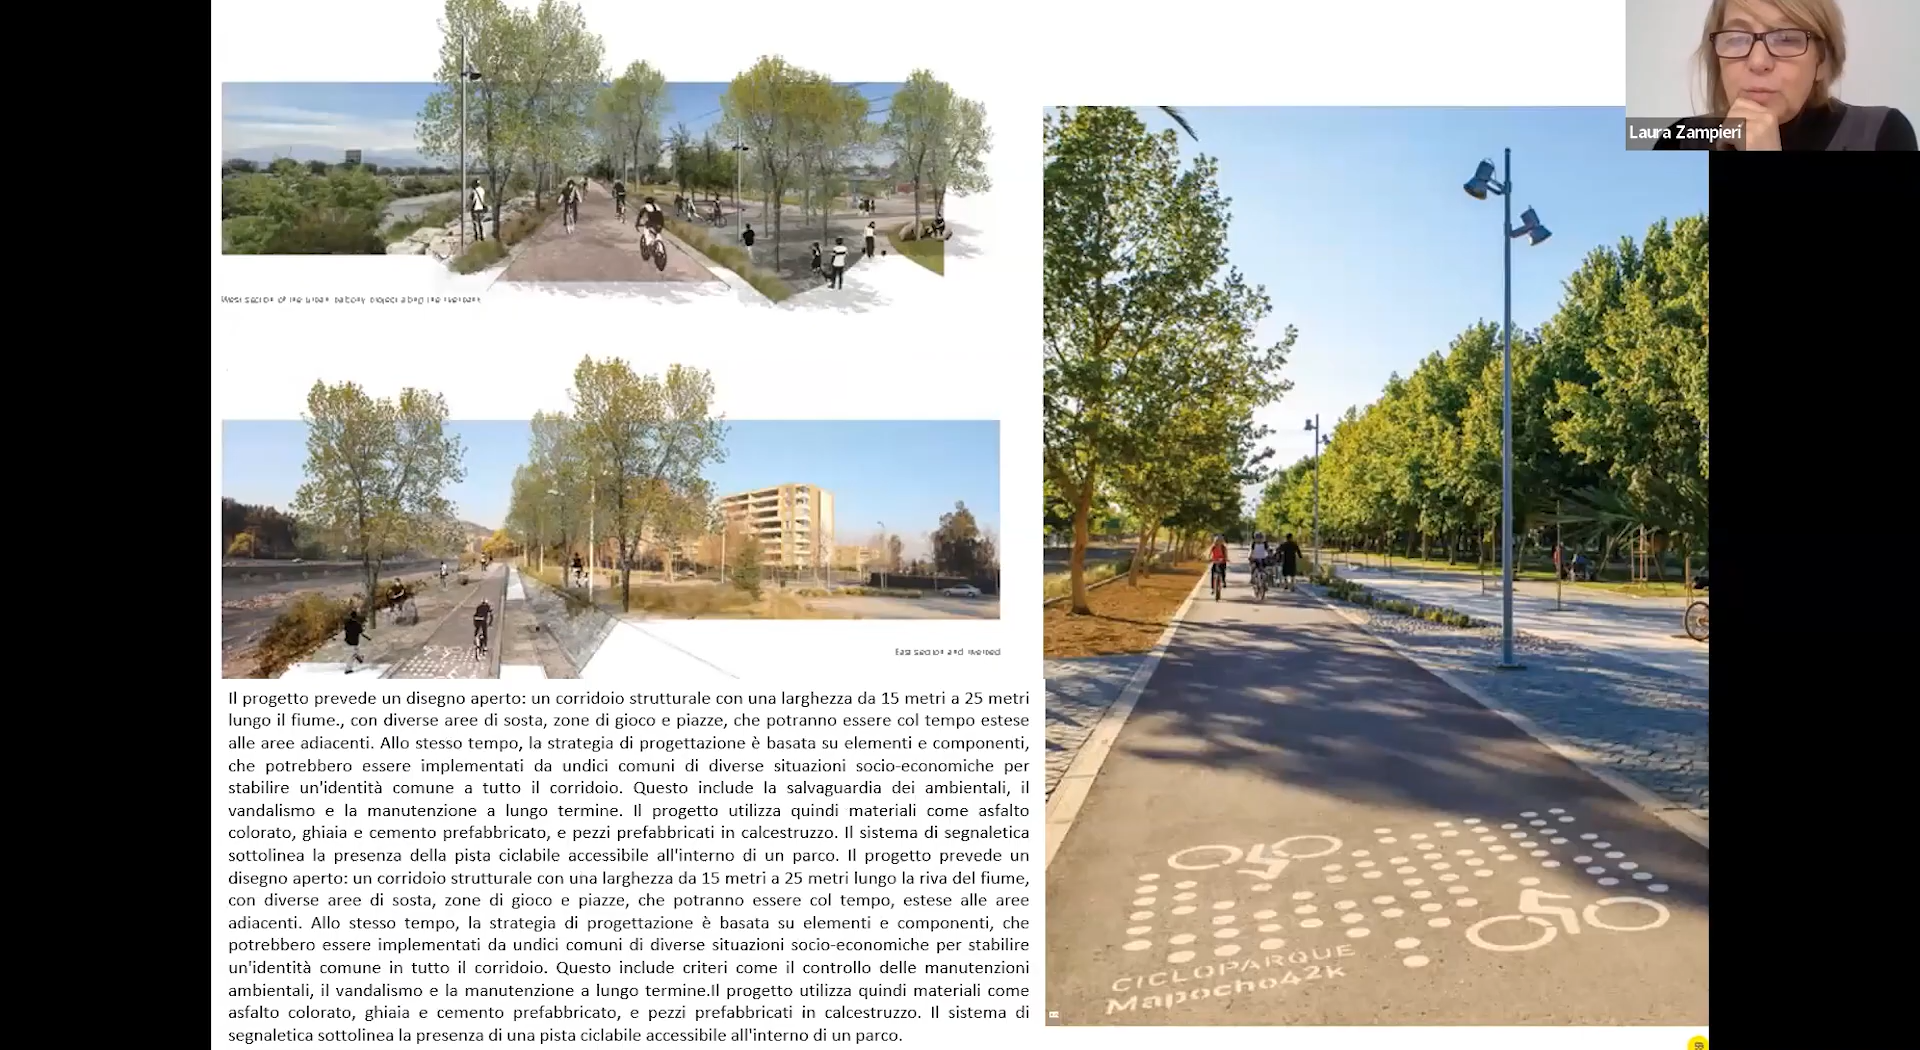 Laura Zampieri
West section of the urban balcony project along the riverbank
East section and riverbed
Il progetto prevede un disegno aperto: un corridoio strutturale con una larghezza da 15 metri a 25 metri
lungo il fiume., con diverse aree di sosta, zone di gioco e piazze, che potranno essere col tempo estese
alle aree adiacenti. Allo stesso tempo, la strategia di progettazione è basata su elementi e componenti,
che potrebbero essere implementati da undici comuni di diverse situazioni socio-economiche per
stabilire un'identità comune a tutto il corridoio. Questo include la salvaguardia dei ambientali, il
vandalismo e la manutenzione a lungo termine. Il progetto utilizza quindi materiali come asfalto
colorato, ghiaia e cemento prefabbricato, e pezzi prefabbricati in calcestruzzo. Il sistema di segnaletica
sottolinea la presenza della pista ciclabile accessibile all'interno di un parco. Il progetto prevede un
disegno aperto: un corridoio strutturale con una larghezza da 15 metri a 25 metri lungo la riva del fiume,
con diverse aree di sosta, zone di gioco e piazze, che potranno essere col tempo, estese alle aree
adiacenti. Allo stesso tempo, la strategia di progettazione è basata su elementi e componenti, che
potrebbero essere implementati da undici comuni di diverse situazioni socio-economiche per stabilire
un'identità comune in tutto il corridoio. Questo include criteri come il controllo delle manutenzioni
ambientali, il vandalismo e la manutenzione a lungo termine.Il progetto utilizza quindi materiali come
asfalto colorato, ghiaia e cemento prefabbricato, e pezzi prefabbricati in calcestruzzo. Il sistema di
segnaletica sottolinea la presenza di una pista ciclabile accessibile all'interno di un parco.
CICLOPARQUE
Mapocho42k